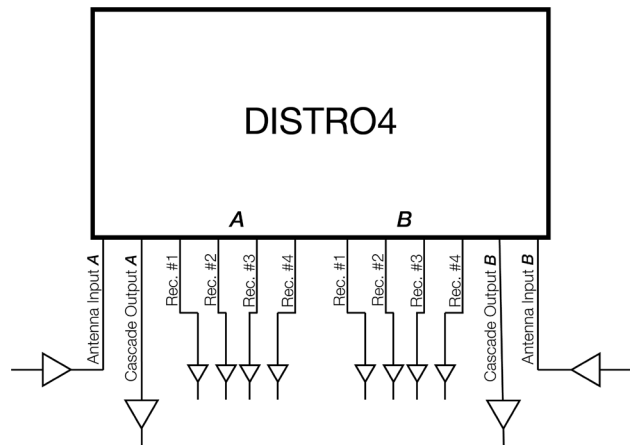 DISTRO4
A
B
Antenna Input A
Cascade Output A
Rec. #1
Rec. #2
Rec. #3
Rec. #4
Rec. #1
Rec. #2
Rec. #3
Rec. #4
Cascade Output B
Antenna Input B